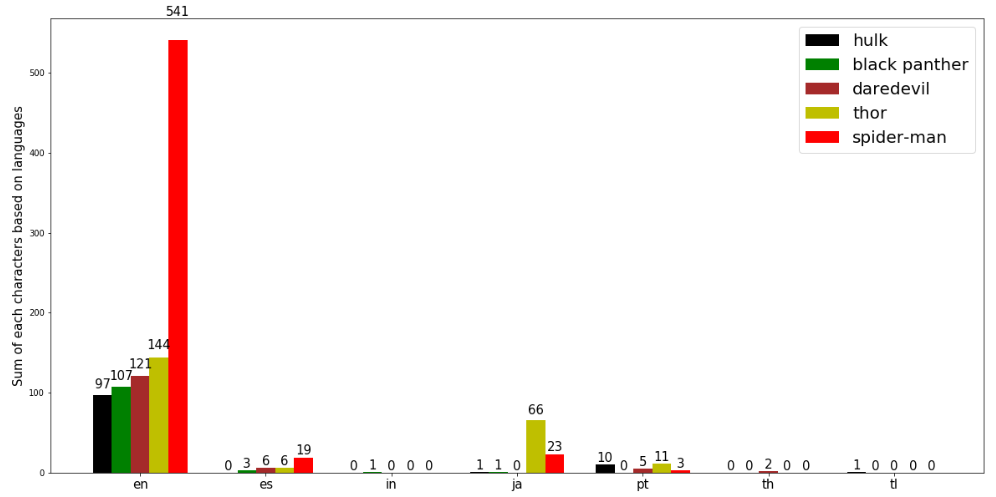 541
hulk
black panther
daredevil
thor
spider-man
Sum of each characters based on languages
500
400
300
200
100
0
97 107 121 144
0 3 6 6 19
0 1 0 0 0
1 1 0 66 23
10 0 5 11 3
0 0 2 0 0
1 0 0 0 0
en es in ja pt th tl